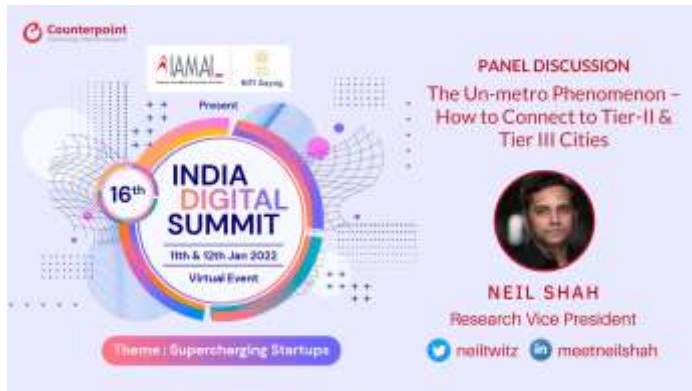 Counterpoint
IAMAI
NITI Aayog
Present
16th
INDIA
DIGITAL
SUMMIT
11th & 12th Jan 2022
Virtual Event
Theme : Supercharging Startups
PANEL DISCUSSION
The Un-metro Phenomenon –
How to Connect to Tier-II &
Tier III Cities
NEIL SHAH
Research Vice President
neiltwitz
in meetneilshah